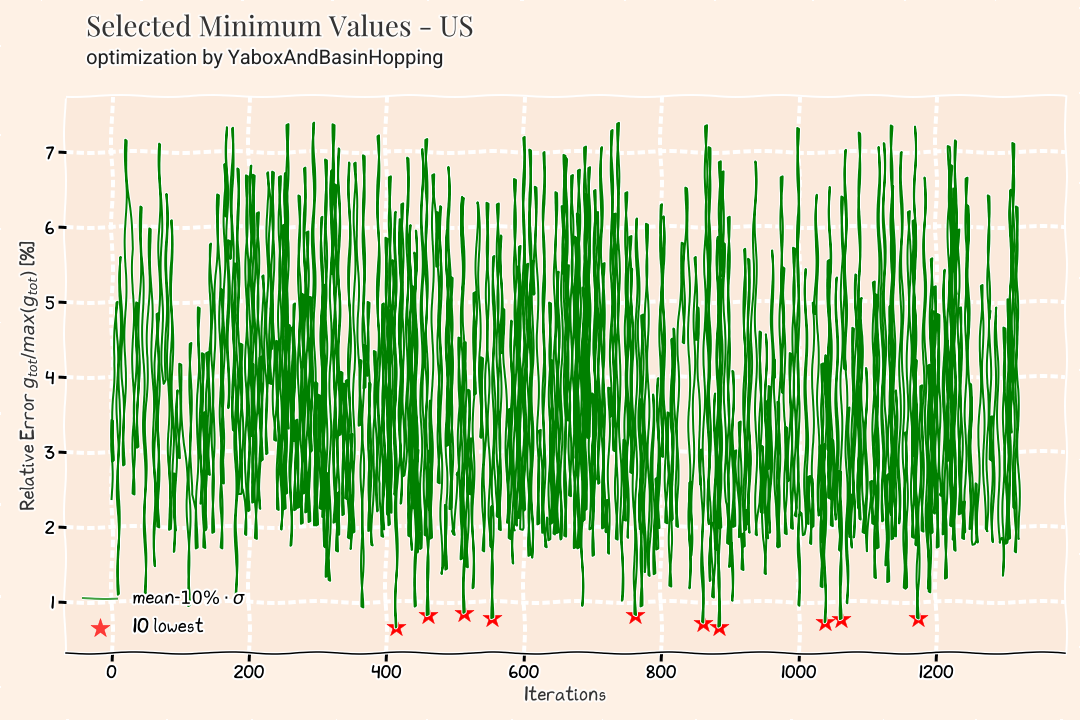 Selected Minimum Values - US
optimization by YaboxAndBasinHopping
Relative Error g_tot/max(g_tot) [%]
7
6
5
4
3
2
1
mean-10% · σ
10 lowest
0 200 400 600 800 1000 1200
Iterations